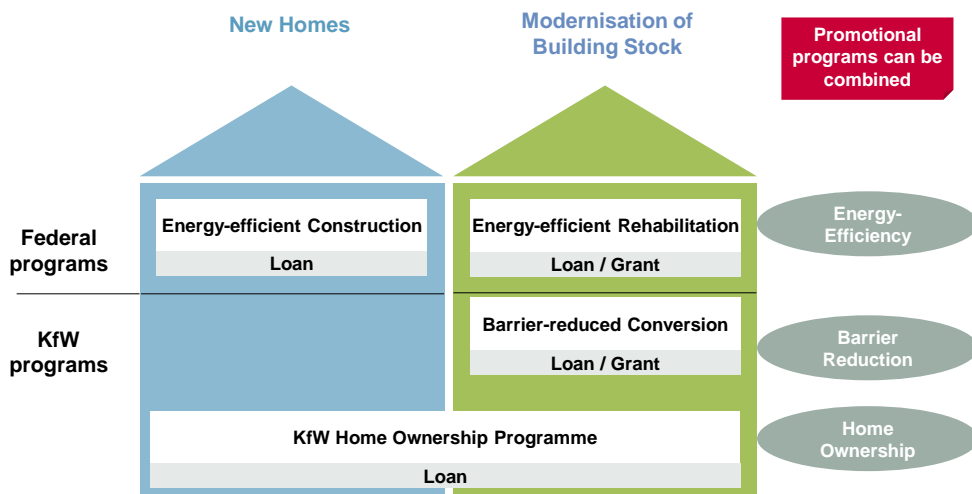 New Homes
Modernisation of
Building Stock
Promotional
programs can be
combined
Federal
programs
Energy-efficient Construction
Loan
Energy-efficient Rehabilitation
Loan / Grant
Energy-
Efficiency
KfW
programs
Barrier-reduced Conversion
Loan / Grant
Barrier
Reduction
KfW Home Ownership Programme
Loan
Home
Ownership